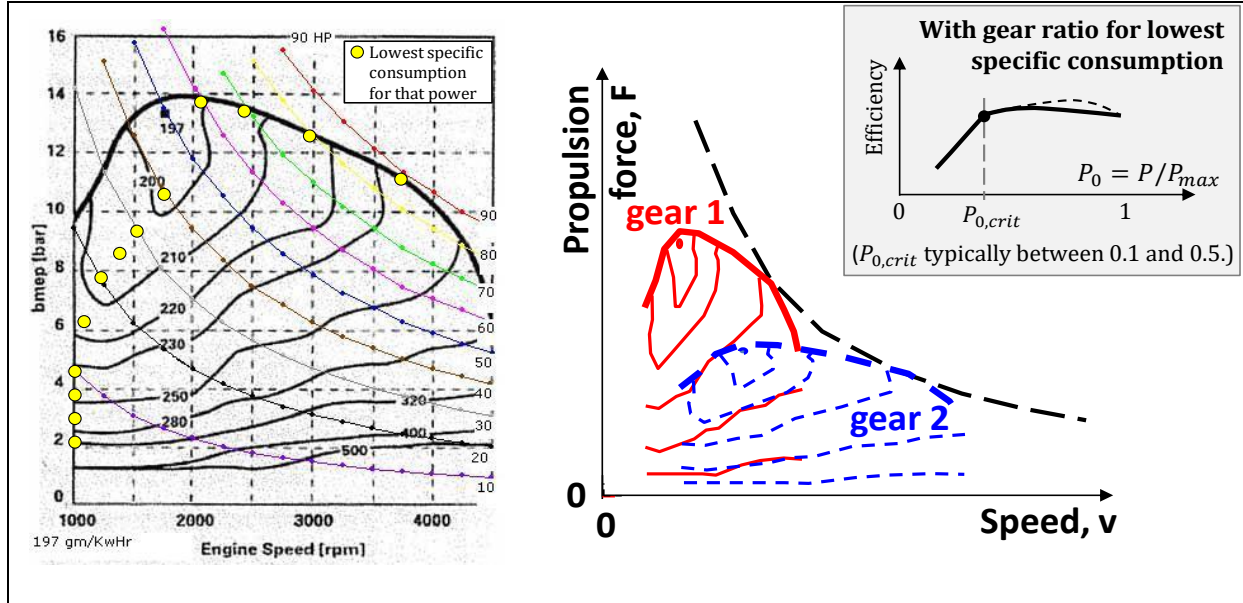 16
14
12
10
8
6
4
2
0
bmep [bar]
90 HP
Lowest specific
consumption
for that power
197
200
210
220
230
250
280
320
400
500
90
80
70
60
50
40
30
20
10
1000
2000
3000
4000
197 gm/KwHr
Engine Speed [rpm]
Propulsion
force, F
gear 1
gear 2
0
0
Speed, v
With gear ratio for lowest
specific consumption
Efficiency
P₀ = P/Pₘₐₓ
0
P₀,crit
1
(P₀,crit typically between 0.1 and 0.5.)